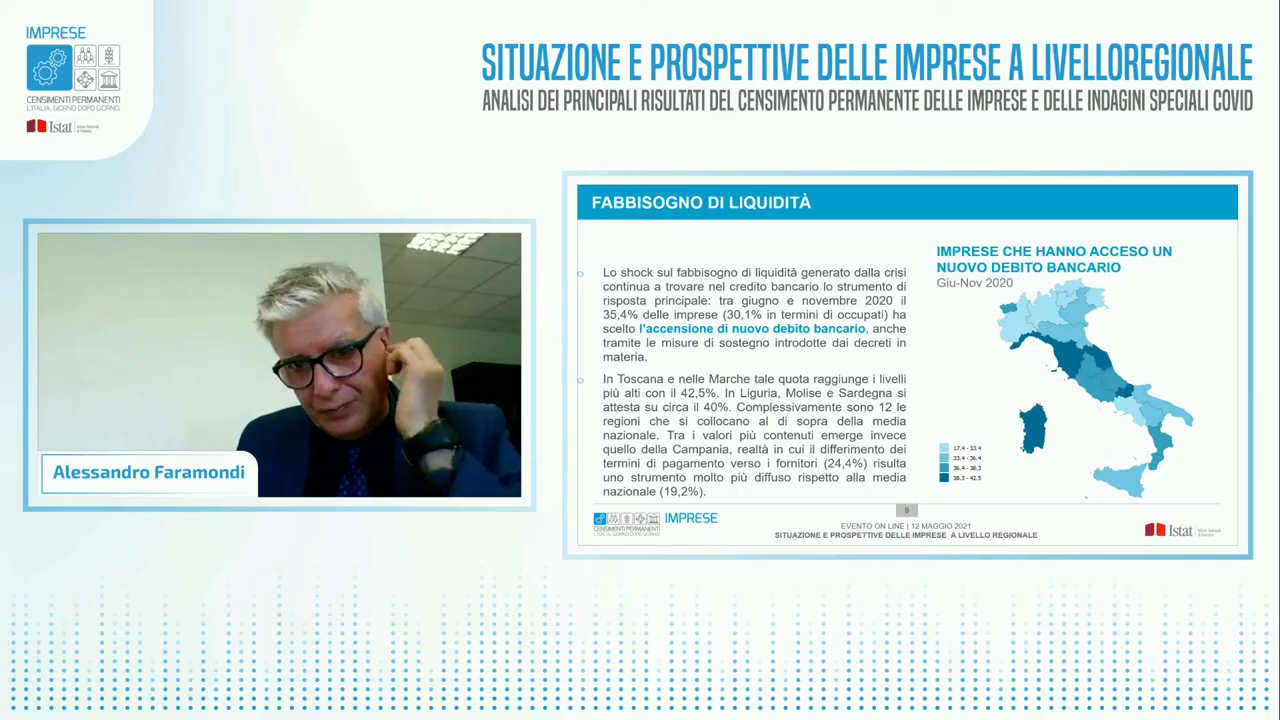 IMPRESE
CENSIMENTI PERMANENTI
L'ITALIA, GIORNO DOPO GIORNO.
Istat
SITUAZIONE E PROSPETTIVE DELLE IMPRESE A LIVELLOREGIONALE
ANALISI DEI PRINCIPALI RISULTATI DEL CENSIMENTO PERMANENTE DELLE IMPRESE E DELLE INDAGINI SPECIALI COVID
Alessandro Faramondi
FABBISOGNO DI LIQUIDITÀ
Lo shock sul fabbisogno di liquidità generato dalla crisi
continua a trovare nel credito bancario lo strumento di
risposta principale: tra giugno e novembre 2020 il
35,4% delle imprese (30,1% in termini di occupati) ha
scelto l'accensione di nuovo debito bancario, anche
tramite le misure di sostegno introdotte dai decreti in
materia.
In Toscana e nelle Marche tale quota raggiunge i livelli
più alti con il 42,5%. In Liguria, Molise e Sardegna si
attesta su circa il 40%. Complessivamente sono 12 le
regioni che si collocano al di sopra della media
nazionale. Tra i valori più contenuti emerge invece
quello della Campania, realtà in cui il differimento dei
termini di pagamento verso i fornitori (24,4%) risulta
uno strumento molto più diffuso rispetto alla media
nazionale (19,2%).
IMPRESE CHE HANNO ACCESO UN
NUOVO DEBITO BANCARIO
Giu-Nov 2020
17.4 - 33.4
33.4 - 36.4
36.4 - 38.3
38.3 - 42.5
9
IMPRESE
CENSIMENTI PERMANENTI
L'ITALIA, GIORNO DOPO GIORNO.
EVENTO ON LINE | 12 MAGGIO 2021
SITUAZIONE E PROSPETTIVE DELLE IMPRESE A LIVELLO REGIONALE
Istat